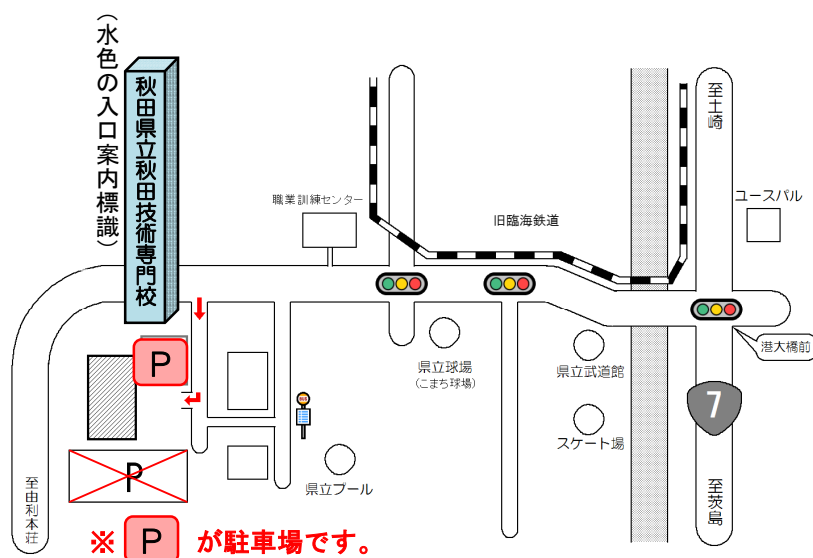 （水色の入口案内標識）
秋田県立秋田技術専門校
職業訓練センター
旧臨海鉄道
至土崎
ユースパル
港大橋前
県立球場
（こまち球場）
県立武道館
スケート場
7
至茨島
P
P
BUS
県立プール
至由利本荘
※ P が駐車場です。